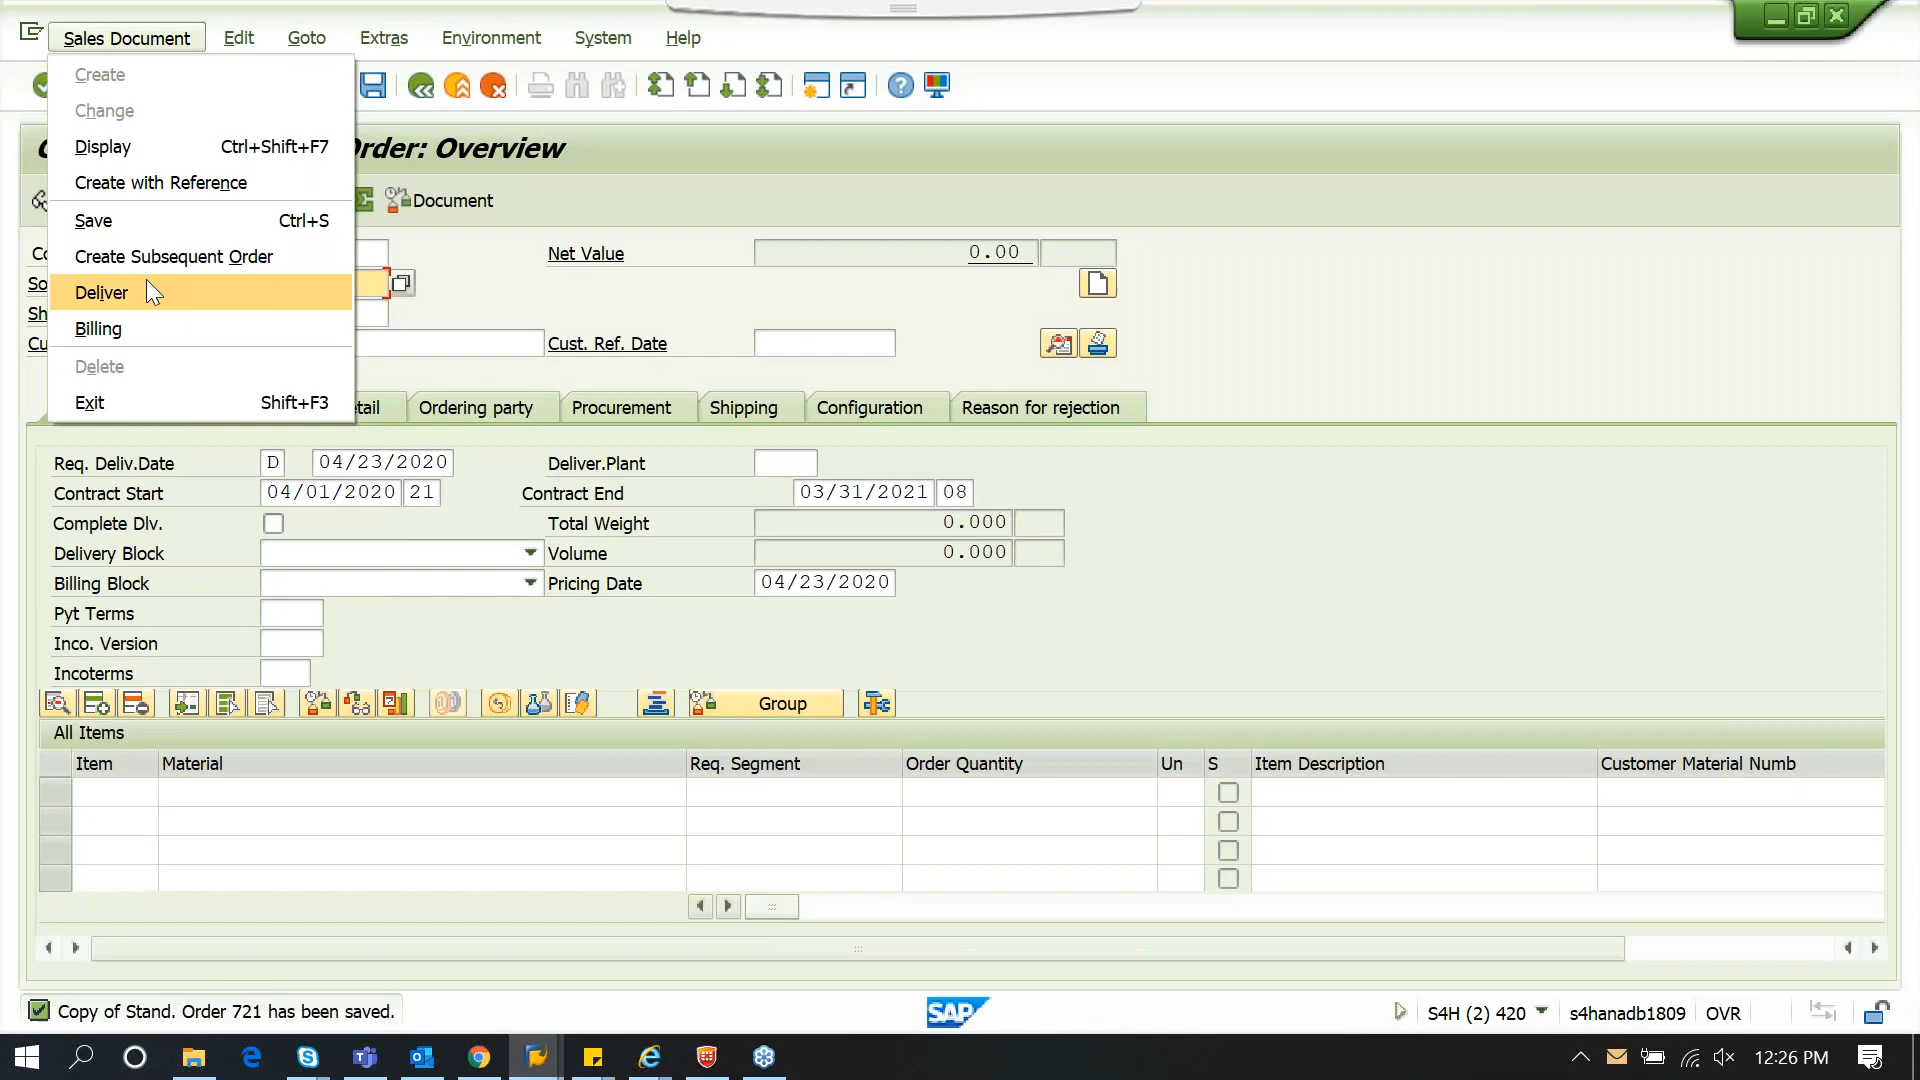 Sales Document Edit Goto Extras Environment System Help
Create
Change
Display Ctrl+Shift+F7
Create with Reference
Save Ctrl+S
Create Subsequent Order
Deliver
Billing
Delete
Exit Shift+F3
Order: Overview
Document
Net Value 0.00
Cust. Ref. Date
Ordering party Procurement Shipping Configuration Reason for rejection
Req. Deliv.Date D 04/23/2020 Deliver.Plant
Contract Start 04/01/2020 21 Contract End 03/31/2021 08
Complete Dlv. Total Weight 0.000
Delivery Block Volume 0.000
Billing Block Pricing Date 04/23/2020
Pyt Terms
Inco. Version
Incoterms
Group
All Items
Item Material Req. Segment Order Quantity Un S Item Description Customer Material Numb
Copy of Stand. Order 721 has been saved. SAP S4H (2) 420 s4hanadb1809 OVR
12:26 PM